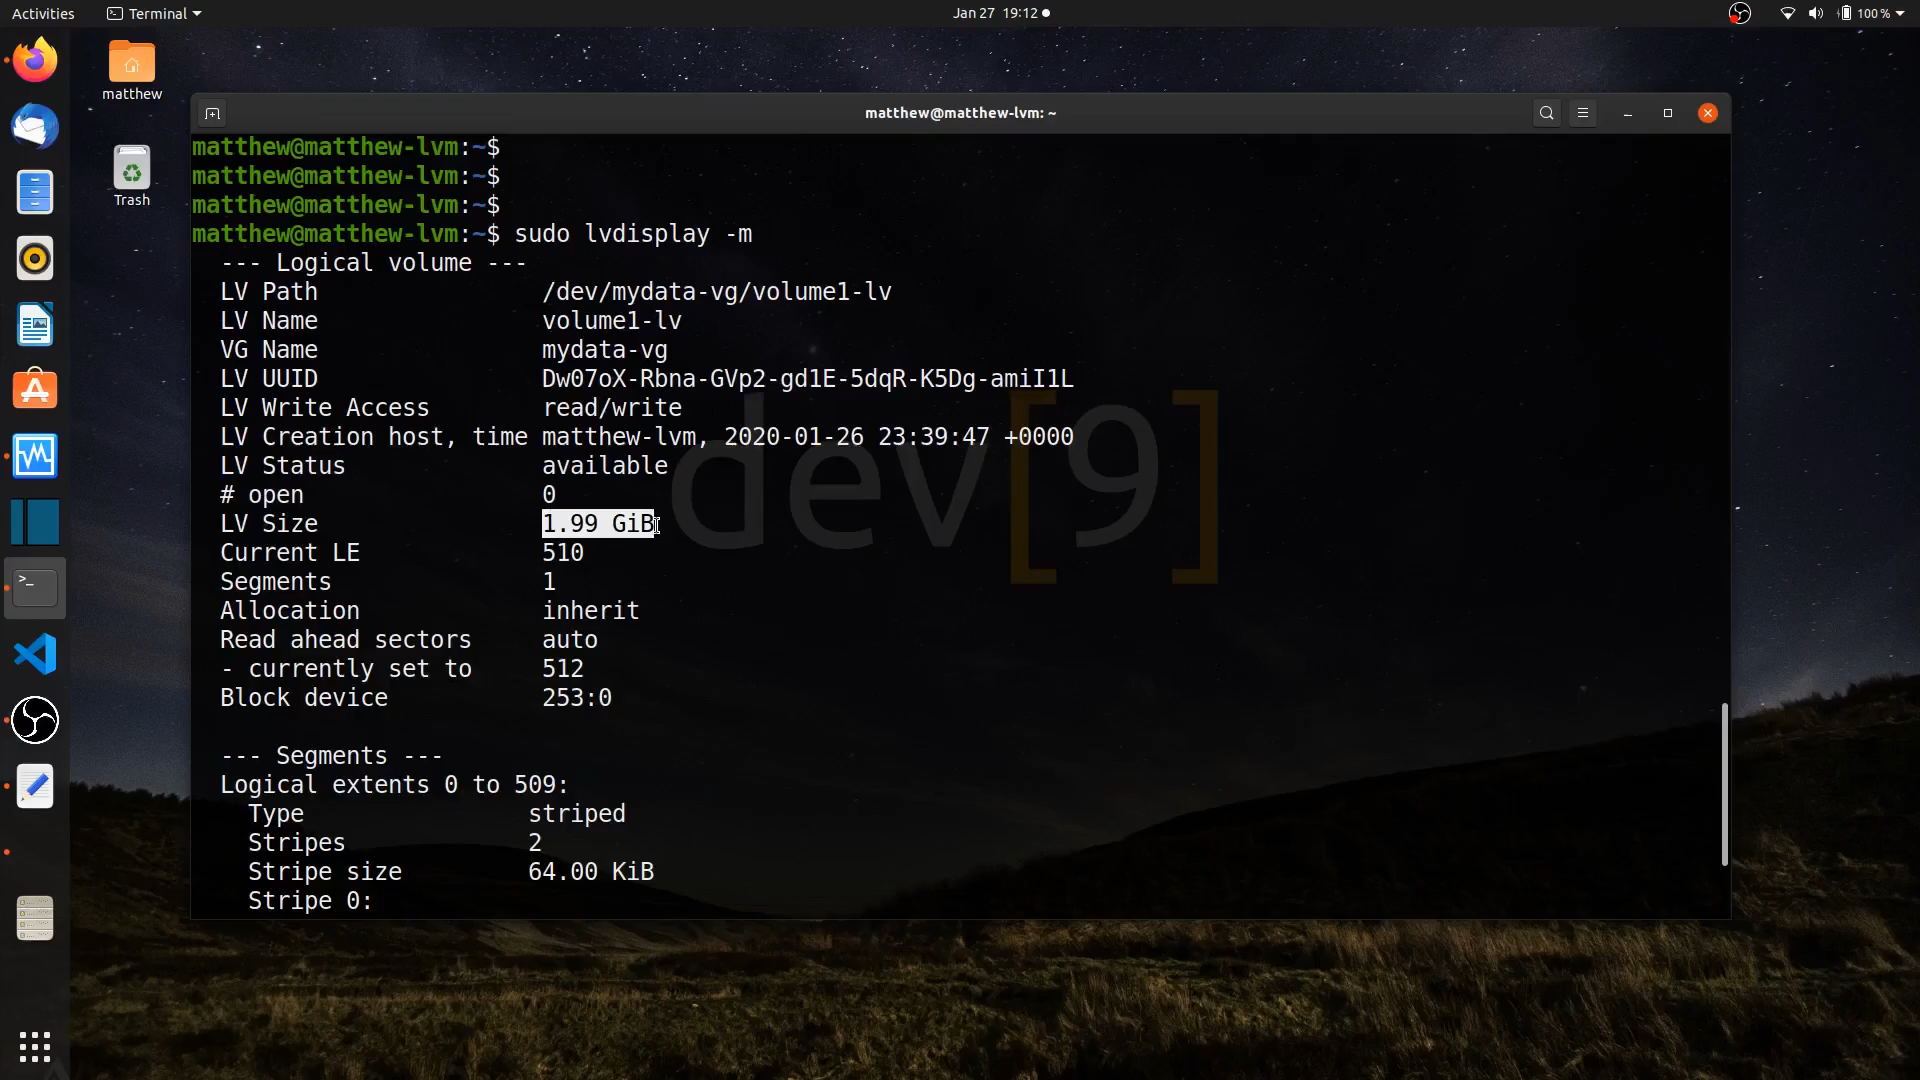 Activities
Terminal
Jan 27 19:12
100 %
matthew
Trash
matthew@matthew-lvm: ~
matthew@matthew-lvm:~$
matthew@matthew-lvm:~$
matthew@matthew-lvm:~$
matthew@matthew-lvm:~$ sudo lvdisplay -m
--- Logical volume ---
LV Path /dev/mydata-vg/volume1-lv
LV Name volume1-lv
VG Name mydata-vg
LV UUID Dw07oX-Rbna-GVp2-gd1E-5dqR-K5Dg-amiI1L
LV Write Access read/write
LV Creation host, time matthew-lvm, 2020-01-26 23:39:47 +0000
LV Status available
# open 0
LV Size 1.99 GiB
Current LE 510
Segments 1
Allocation inherit
Read ahead sectors auto
- currently set to 512
Block device 253:0
--- Segments ---
Logical extents 0 to 509:
Type striped
Stripes 2
Stripe size 64.00 KiB
Stripe 0:
dev[9]